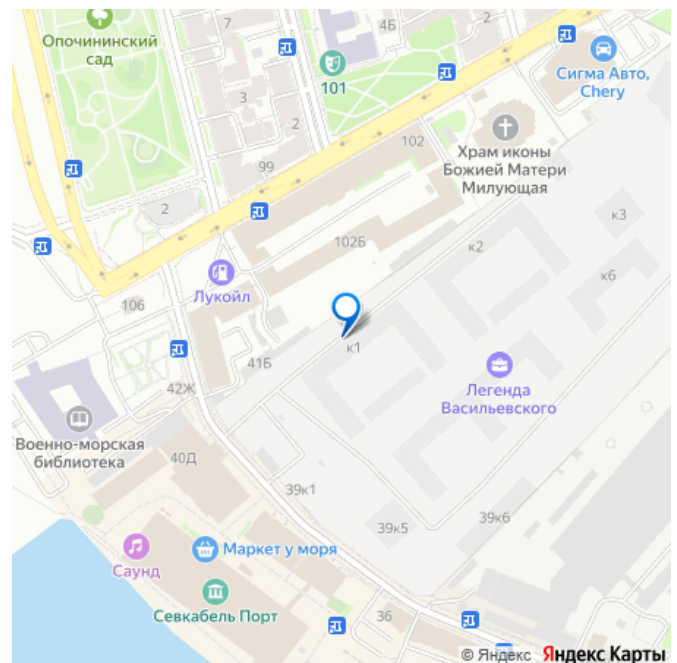 Опочининский
сад
7
4Б
101
Сигма Авто,
Chery
3
2
102
Храм иконы
Божией Матери
Милующая
99
2
к3
102Б
к2
к6
Лукойл
106
к1
41Б
Легенда
Васильевского
42Ж
Военно-морская
библиотека
40Д
39к1
39к6
39к5
Маркет у моря
Саунд
Севкабель Порт
36
© Яндекс Яндекс Карты